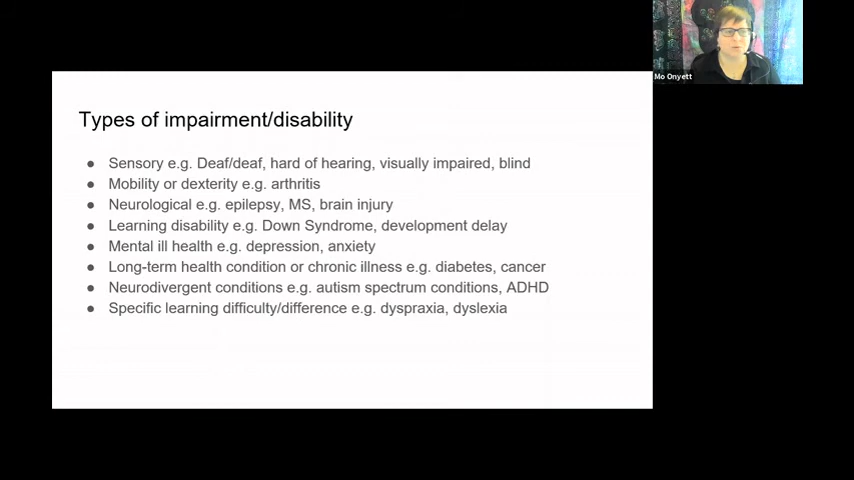 Mo Onyett
Types of impairment/disability
● Sensory e.g. Deaf/deaf, hard of hearing, visually impaired, blind
● Mobility or dexterity e.g. arthritis
● Neurological e.g. epilepsy, MS, brain injury
● Learning disability e.g. Down Syndrome, development delay
● Mental ill health e.g. depression, anxiety
● Long-term health condition or chronic illness e.g. diabetes, cancer
● Neurodivergent conditions e.g. autism spectrum conditions, ADHD
● Specific learning difficulty/difference e.g. dyspraxia, dyslexia